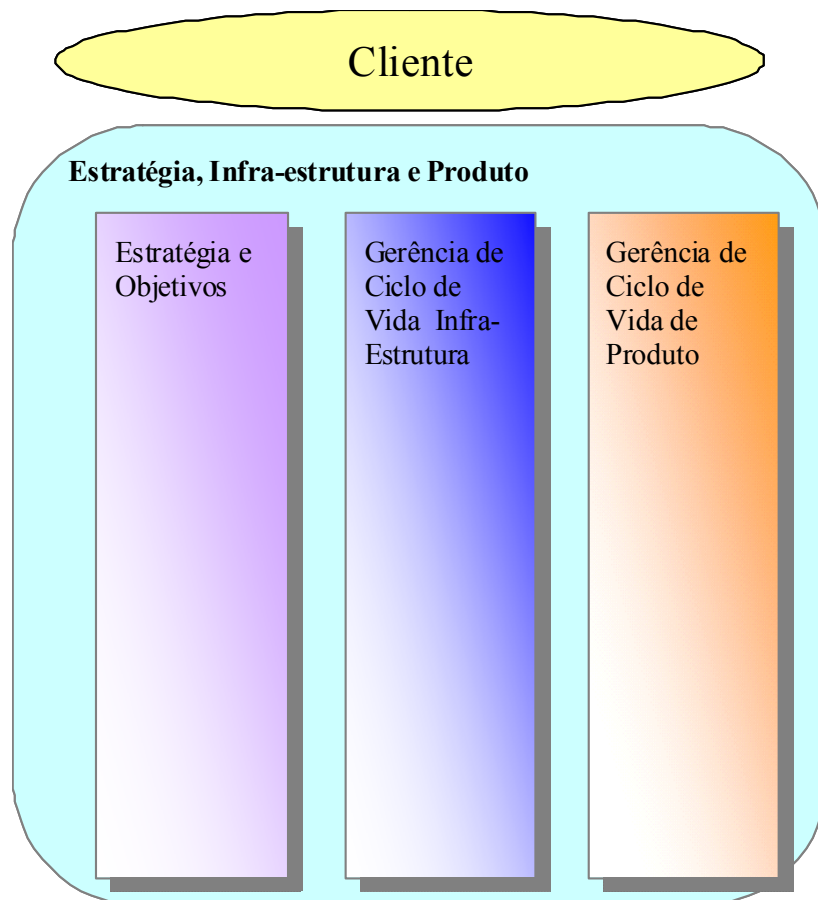 Cliente
Estratégia, Infra-estrutura e Produto
Estratégia e
Objetivos
Gerência de
Ciclo de
Vida Infra-
Estrutura
Gerência de
Ciclo de
Vida de
Produto